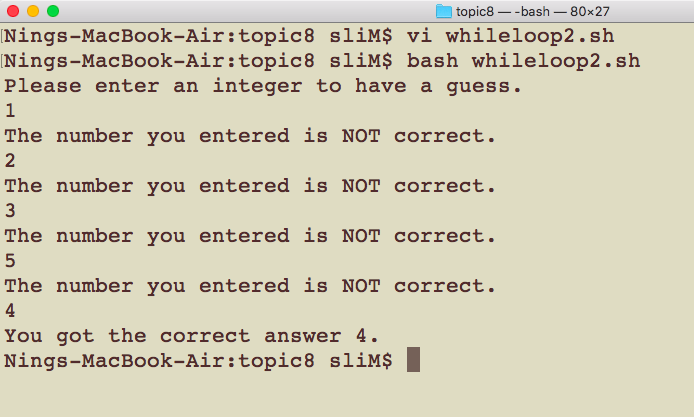 topic8 — -bash — 80×27
Nings-MacBook-Air:topic8 sliM$ vi whileloop2.sh
Nings-MacBook-Air:topic8 sliM$ bash whileloop2.sh
Please enter an integer to have a guess.
1
The number you entered is NOT correct.
2
The number you entered is NOT correct.
3
The number you entered is NOT correct.
5
The number you entered is NOT correct.
4
You got the correct answer 4.
Nings-MacBook-Air:topic8 sliM$